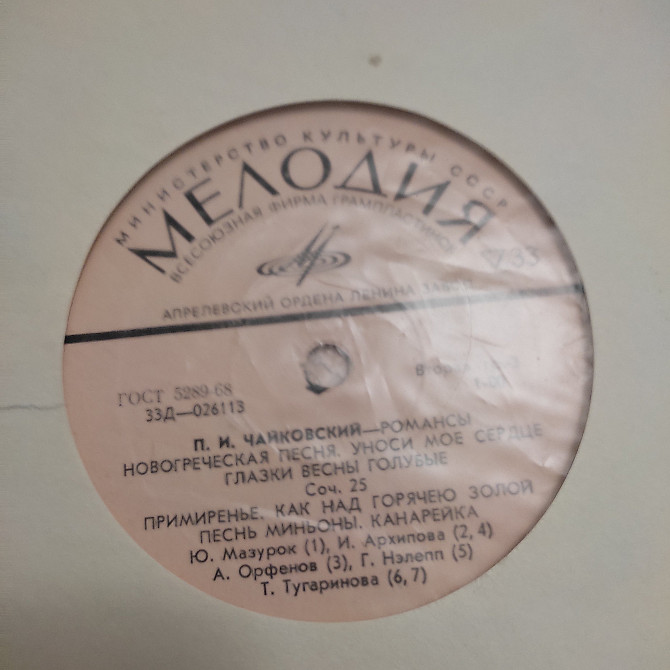 МИНИСТЕРСТВО КУЛЬТУРЫ СССР
МЕЛОДИЯ
ВСЕСОЮЗНАЯ ФИРМА ГРАМПЛАСТИНОК
33
АПРЕЛЕВСКИЙ ОРДЕНА ЛЕНИНА ЗАВОД
ГОСТ 5289-68
33Д—026113
П. И. ЧАЙКОВСКИЙ—РОМАНСЫ
НОВОГРЕЧЕСКАЯ ПЕСНЯ. УНОСИ МОЕ СЕРДЦЕ
ГЛАЗКИ ВЕСНЫ ГОЛУБЫЕ
Соч. 25
ПРИМИРЕНЬЕ. КАК НАД ГОРЯЧЕЮ ЗОЛОЙ
ПЕСНЬ МИНЬОНЫ. КАНАРЕЙКА
Ю. Мазурок (1), И. Архипова (2, 4)
А. Орфенов (3), Г. Нэлепп (5)
Т. Тугаринова (6, 7)